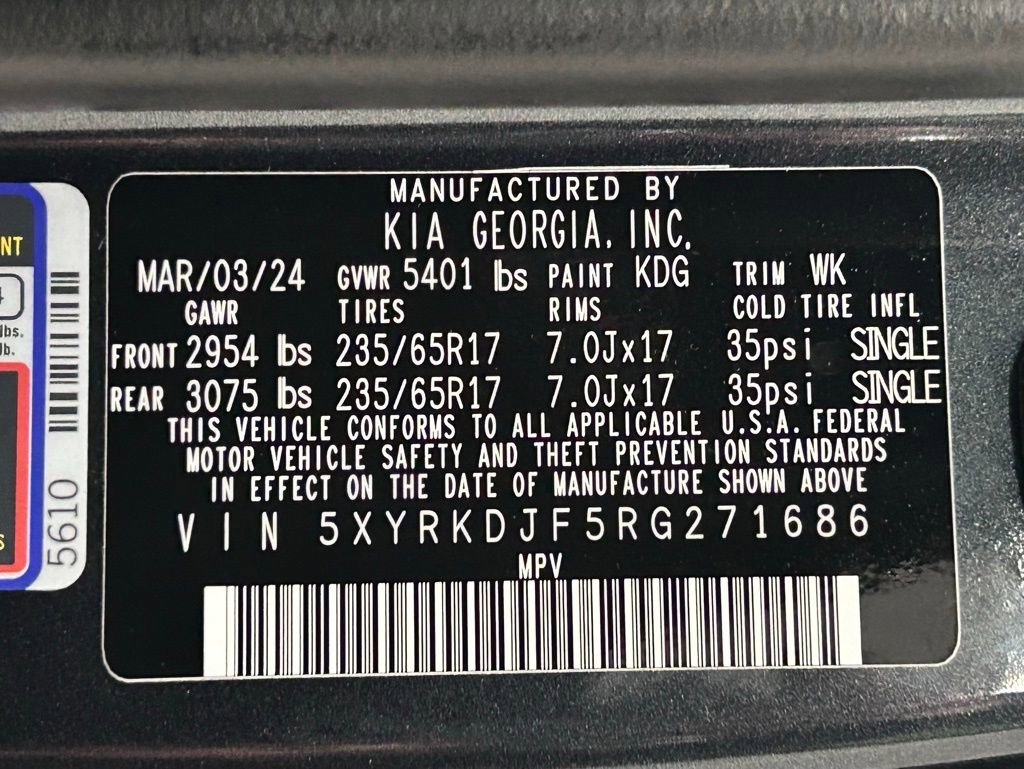 MANUFACTURED BY
KIA GEORGIA, INC.
MAR/03/24 GVWR 5401 lbs PAINT KDG TRIM WK
GAWR TIRES RIMS COLD TIRE INFL
FRONT 2954 lbs 235/65R17 7.0Jx17 35psi SINGLE
REAR 3075 lbs 235/65R17 7.0Jx17 35psi SINGLE
THIS VEHICLE CONFORMS TO ALL APPLICABLE U.S.A. FEDERAL
MOTOR VEHICLE SAFETY AND THEFT PREVENTION STANDARDS
IN EFFECT ON THE DATE OF MANUFACTURE SHOWN ABOVE
VIN 5XYRKDJF5RG271686
MPV
NT
lbs.
lb.
S
5610